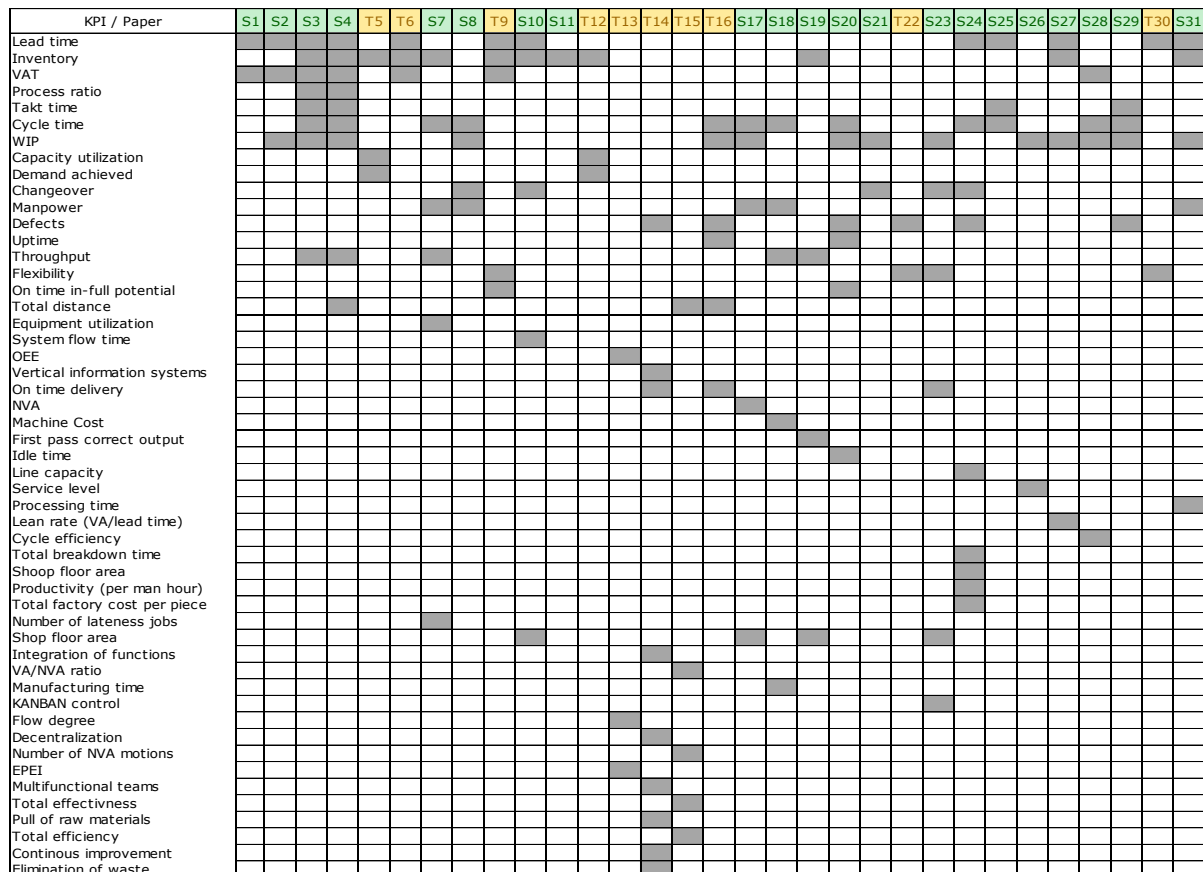 KPI / Paper S1 S2 S3 S4 T5 T6 S7 S8 T9 S10 S11 T12 T13 T14 T15 T16 S17 S18 S19 S20 S21 T22 S23 S24 S25 S26 S27 S28 S29 T30 S31
Lead time
Inventory
VAT
Process ratio
Takt time
Cycle time
WIP
Capacity utilization
Demand achieved
Changeover
Manpower
Defects
Uptime
Throughput
Flexibility
On time in-full potential
Total distance
Equipment utilization
System flow time
OEE
Vertical information systems
On time delivery
NVA
Machine Cost
First pass correct output
Idle time
Line capacity
Service level
Processing time
Lean rate (VA/lead time)
Cycle efficiency
Total breakdown time
Shoop floor area
Productivity (per man hour)
Total factory cost per piece
Number of lateness jobs
Shop floor area
Integration of functions
VA/NVA ratio
Manufacturing time
KANBAN control
Flow degree
Decentralization
Number of NVA motions
EPEI
Multifunctional teams
Total effectivness
Pull of raw materials
Total efficiency
Continous improvement
Elimination of waste